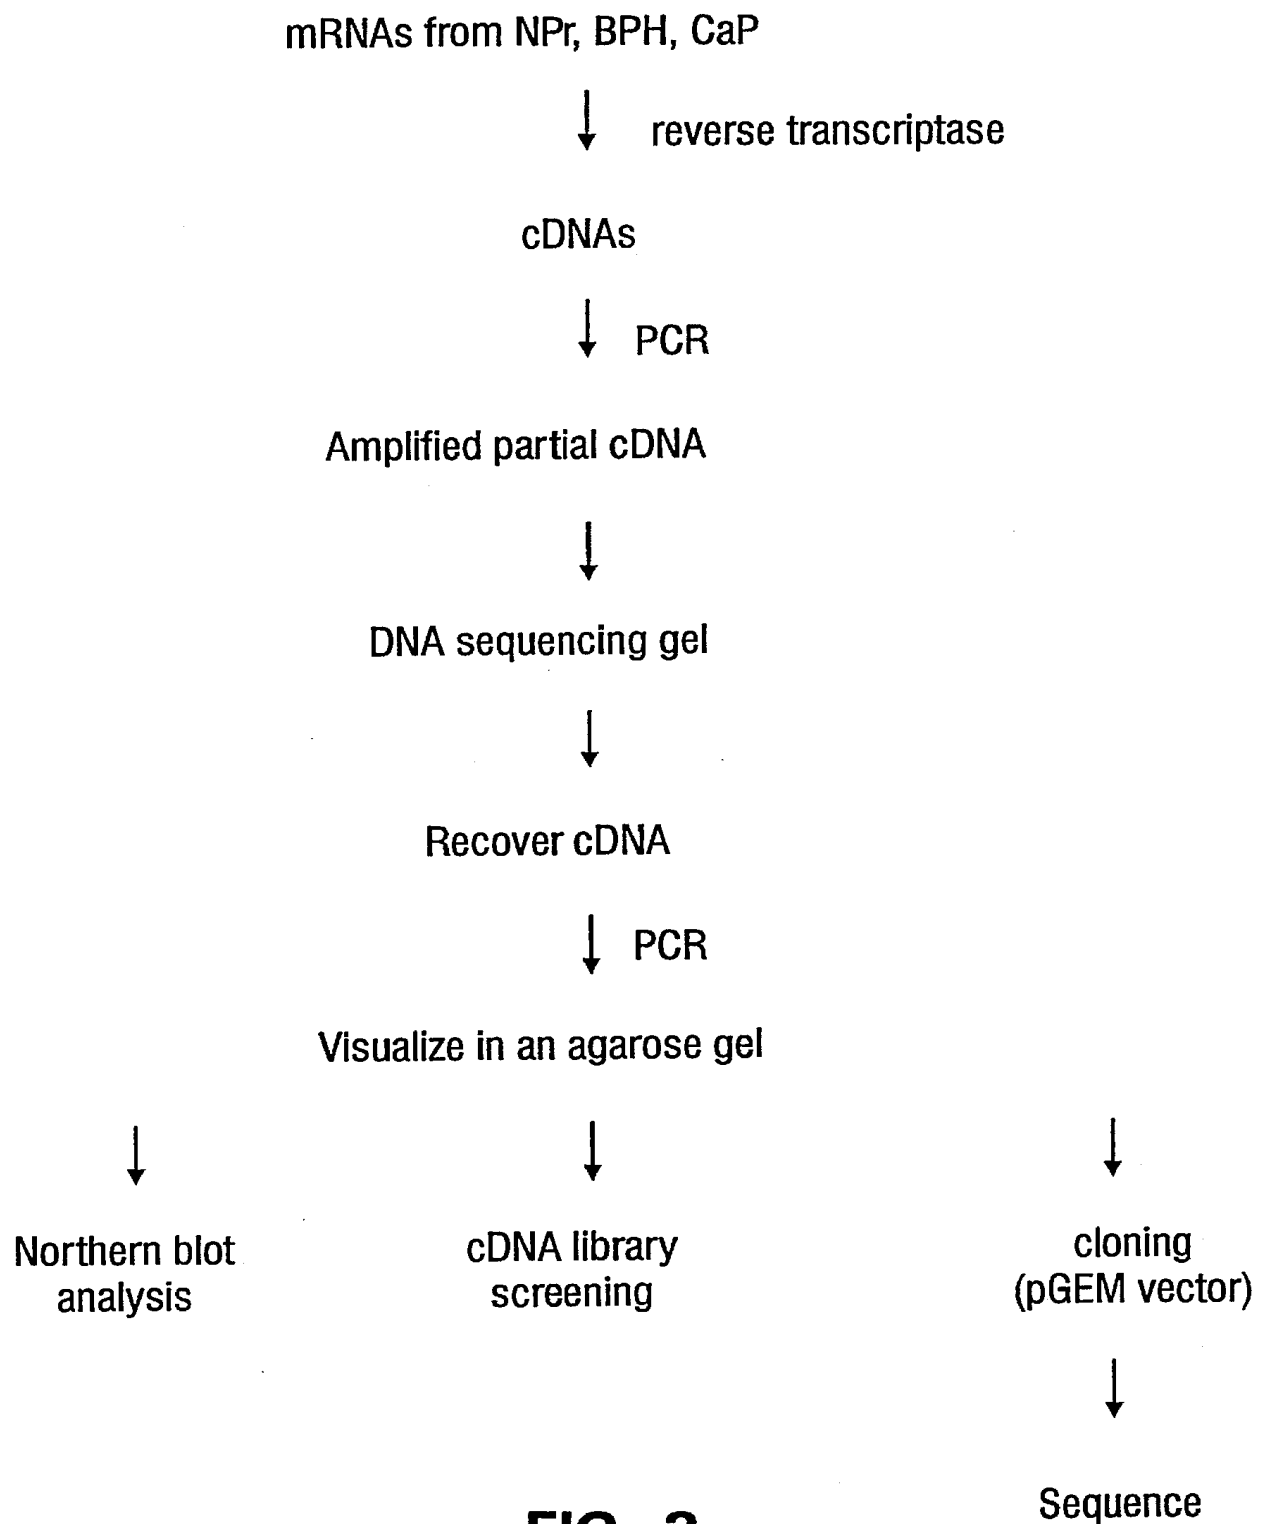 mRNAs from NPr, BPH, CaP
reverse transcriptase
cDNAs
PCR
Amplified partial cDNA
DNA sequencing gel
Recover cDNA
PCR
Visualize in an agarose gel
Northern blot
analysis
cDNA library
screening
cloning
(pGEM vector)
Sequence